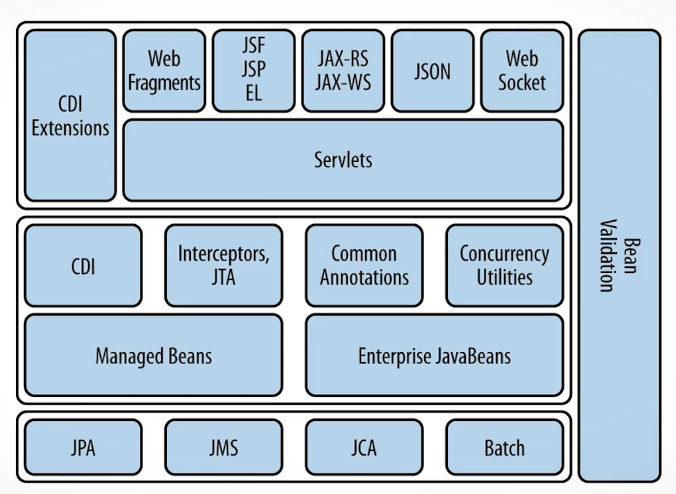 CDI
Extensions
Web
Fragments
JSF
JSP
EL
JAX-RS
JAX-WS
JSON
Web
Socket
Servlets
CDI
Interceptors,
JTA
Common
Annotations
Concurrency
Utilities
Managed Beans
Enterprise JavaBeans
JPA
JMS
JCA
Batch
Bean
Validation